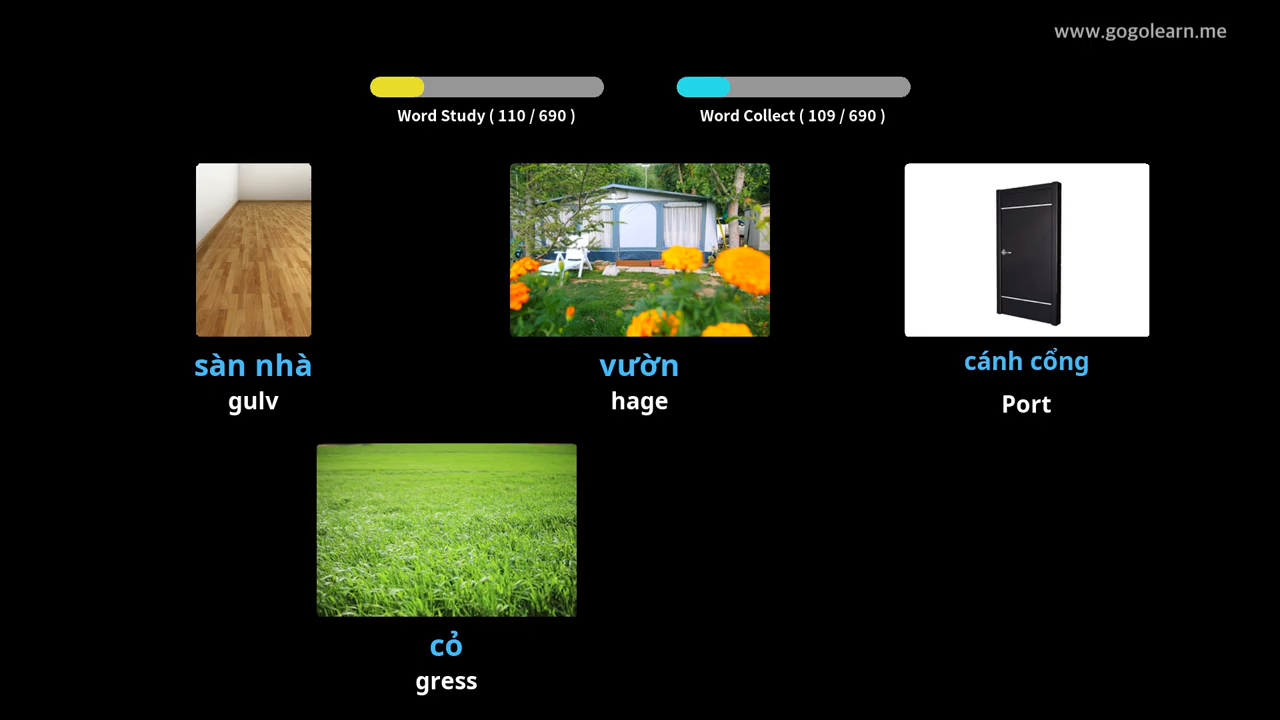 www.gogolearn.me
Word Study ( 110 / 690 )
Word Collect ( 109 / 690 )
sàn nhà
gulv
vườn
hage
cánh cổng
Port
cỏ
gress